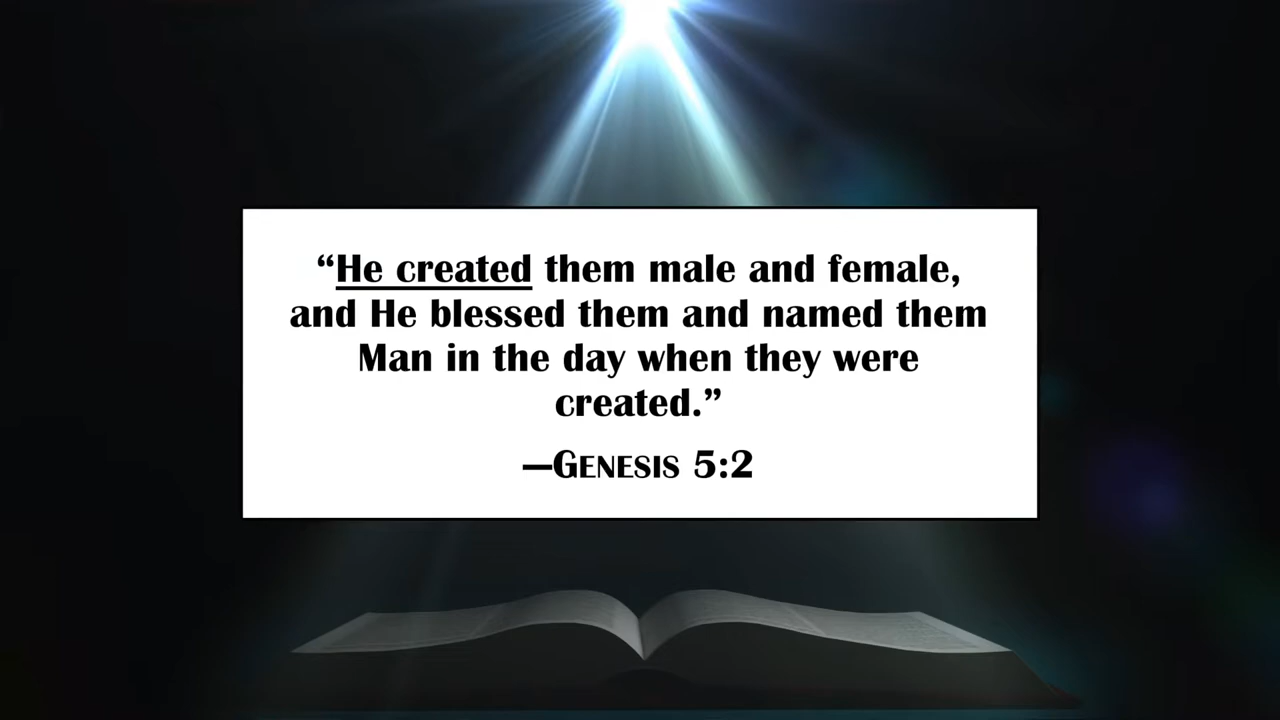 “He created them male and female,
and He blessed them and named them
Man in the day when they were
created.”
—Genesis 5:2